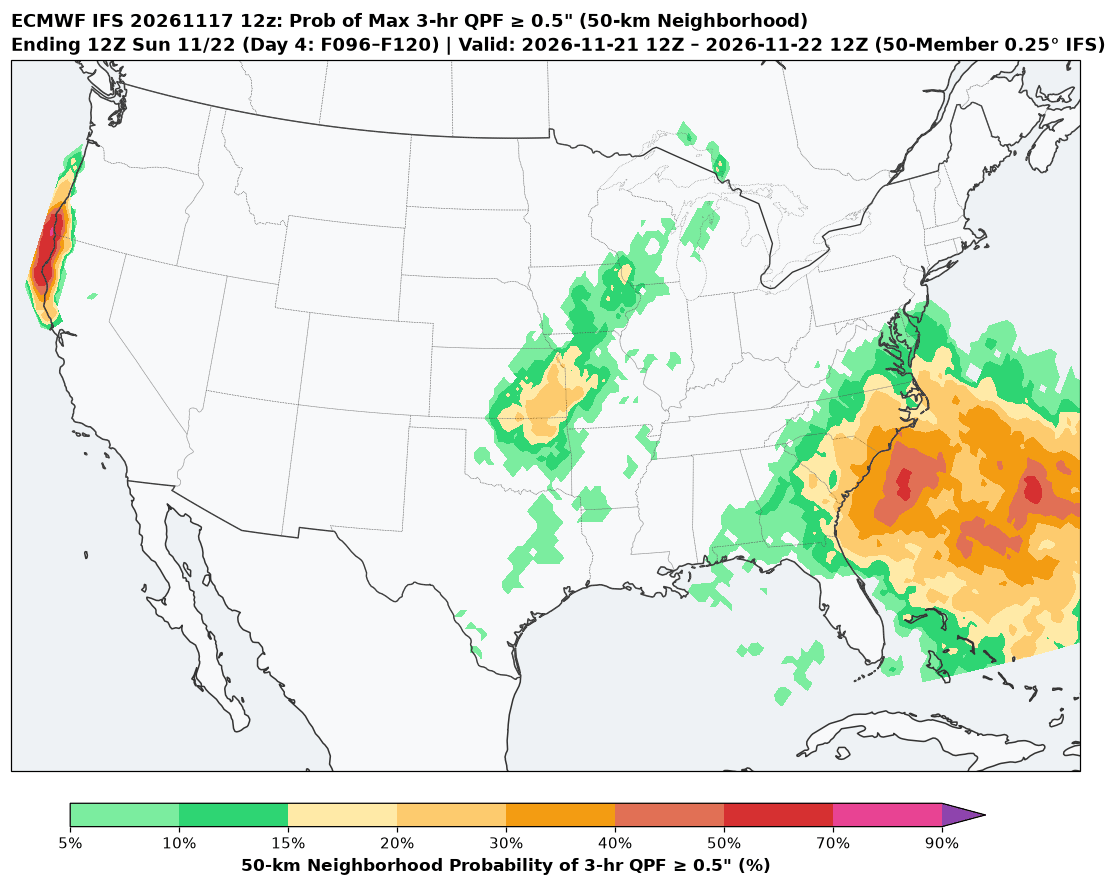 ECMWF IFS 20261117 12z: Prob of Max 3-hr QPF ≥ 0.5" (50-km Neighborhood)
Ending 12Z Sun 11/22 (Day 4: F096–F120) | Valid: 2026-11-21 12Z – 2026-11-22 12Z (50-Member 0.25° IFS)
5% 10% 15% 20% 30% 40% 50% 70% 90%
50-km Neighborhood Probability of 3-hr QPF ≥ 0.5" (%)